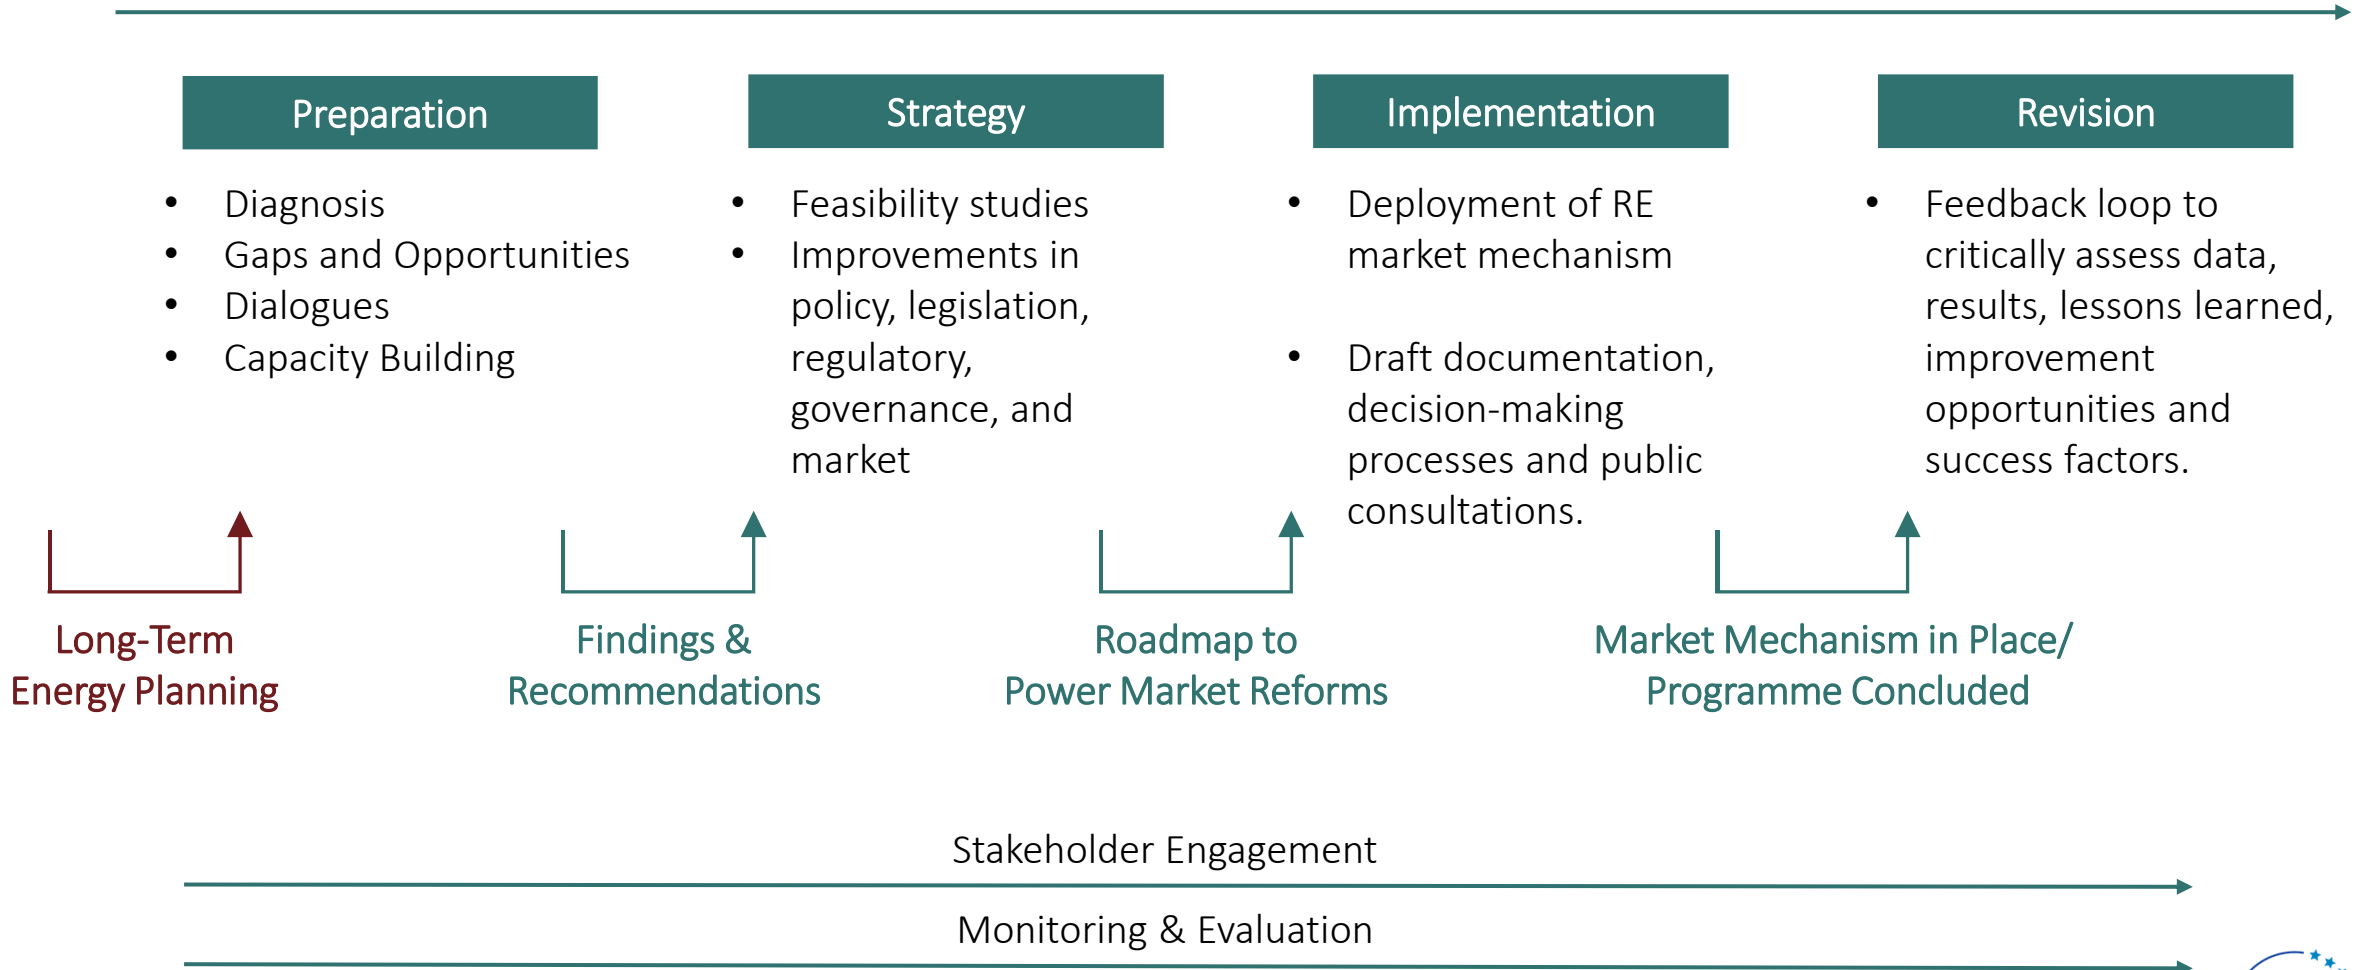 Preparation
• Diagnosis
• Gaps and Opportunities
• Dialogues
• Capacity Building
Strategy
• Feasibility studies
• Improvements in
policy, legislation,
regulatory,
governance, and
market
Implementation
• Deployment of RE
market mechanism
• Draft documentation,
decision-making
processes and public
consultations.
Revision
• Feedback loop to
critically assess data,
results, lessons learned,
improvement
opportunities and
success factors.
Long-Term
Energy Planning
Findings &
Recommendations
Roadmap to
Power Market Reforms
Market Mechanism in Place/
Programme Concluded
Stakeholder Engagement
Monitoring & Evaluation